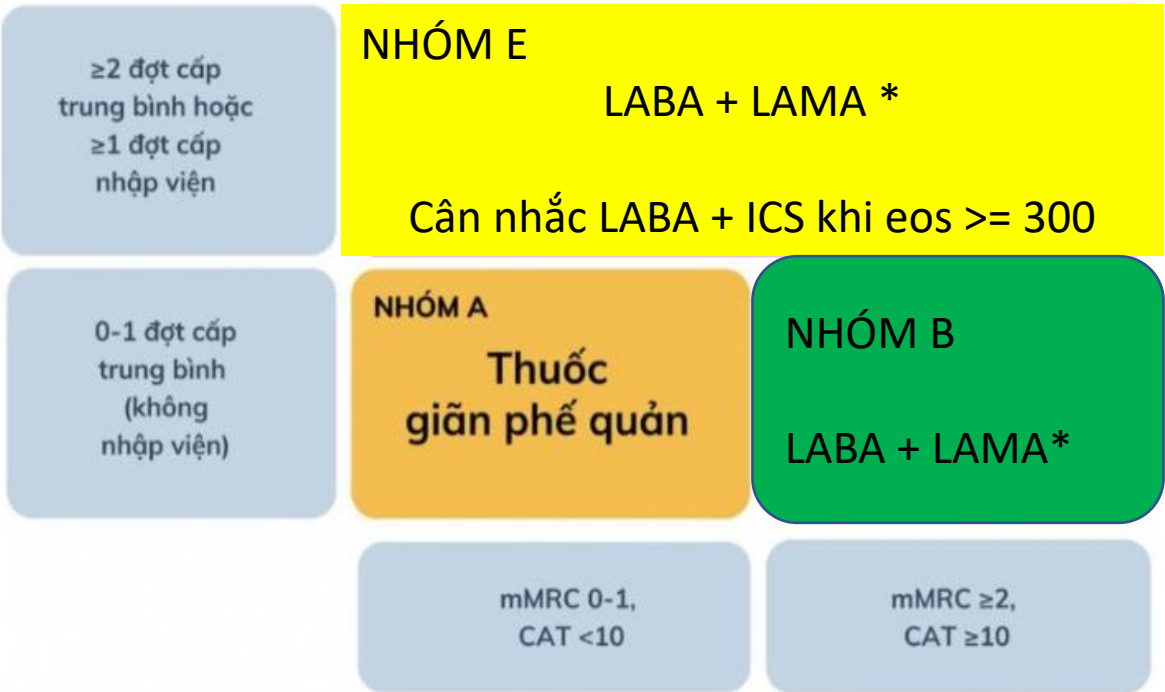 ≥2 đợt cấp
trung bình hoặc
≥1 đợt cấp
nhập viện
NHÓM E
LABA + LAMA *
Cân nhắc LABA + ICS khi eos >= 300
0-1 đợt cấp
trung bình
(không
nhập viện)
NHÓM A
Thuốc
giãn phế quản
NHÓM B
LABA + LAMA*
mMRC 0-1,
CAT <10
mMRC ≥2,
CAT ≥10